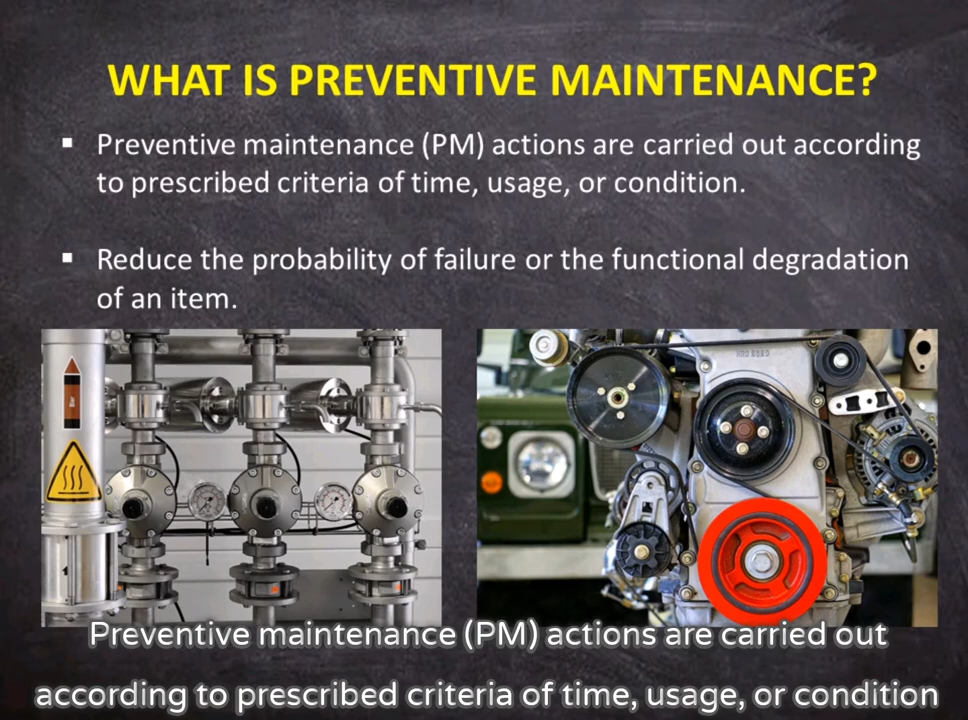 WHAT IS PREVENTIVE MAINTENANCE?
▪ Preventive maintenance (PM) actions are carried out according
to prescribed criteria of time, usage, or condition.
▪ Reduce the probability of failure or the functional degradation
of an item.
Preventive maintenance (PM) actions are carried out
according to prescribed criteria of time, usage, or condition